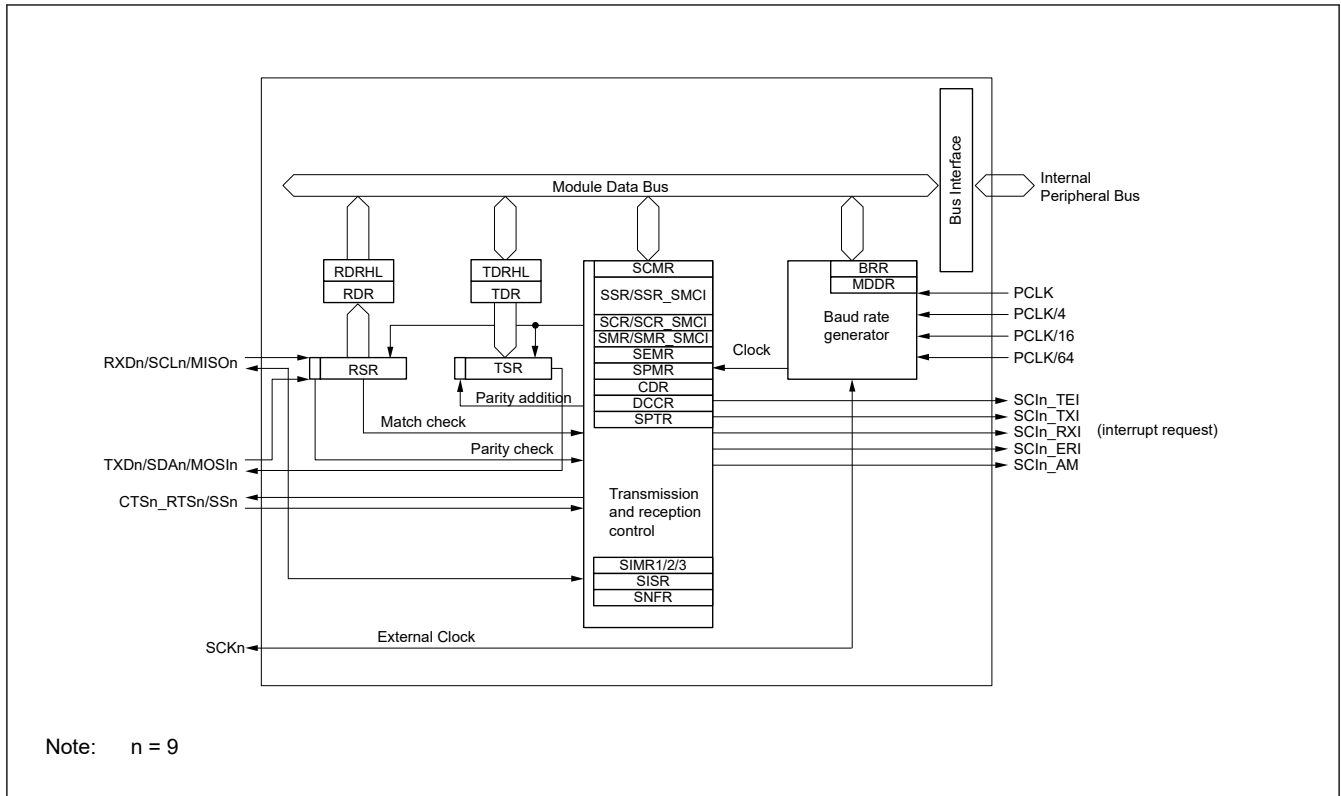 Module Data Bus
Bus Interface
Internal
Peripheral Bus
RDRHL
RDR
TDRHL
TDR
SCMR
SSR/SSR_SMCI
SCR/SCR_SMCI
SMR/SMR_SMCI
SEMR
SPMR
CDR
DCCR
SPTR
BRR
MDDR
Baud rate
generator
PCLK
PCLK/4
PCLK/16
PCLK/64
Clock
RXDn/SCLn/MISOn
RSR
TSR
Parity addition
Match check
Parity check
TXDn/SDAn/MOSIn
CTSn_RTSn/SSn
SCIn_TEI
SCIn_TXI
SCIn_RXI (interrupt request)
SCIn_ERI
SCIn_AM
Transmission
and reception
control
SIMR1/2/3
SISR
SNFR
External Clock
SCKn
Note: n = 9